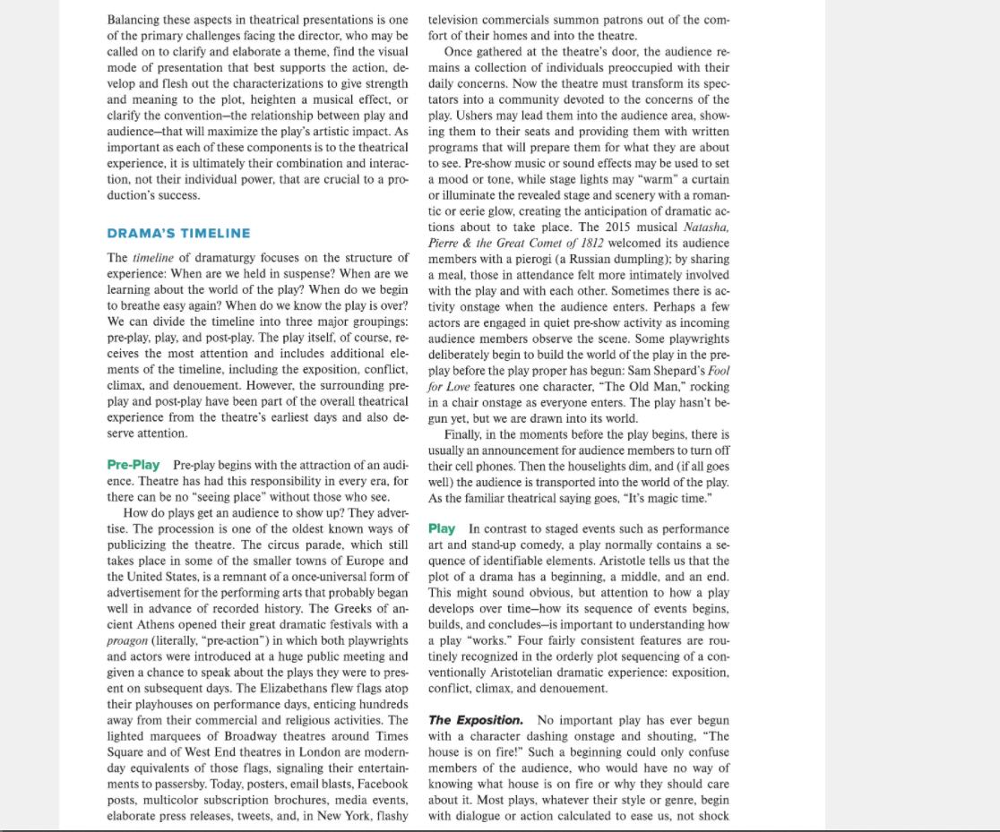 Balancing these aspects in theatrical presentations is one
of the primary challenges facing the director, who may be
called on to clarify and elaborate a theme, find the visual
mode of presentation that best supports the action, de-
velop and flesh out the characterizations to give strength
and meaning to the plot, heighten a musical effect, or
clarify the convention—the relationship between play and
audience—that will maximize the play's artistic impact. As
important as each of these components is to the theatrical
experience, it is ultimately their combination and interac-
tion, not their individual power, that are crucial to a pro-
duction's success.
DRAMA'S TIMELINE
The timeline of dramaturgy focuses on the structure of
experience: When are we held in suspense? When are we
learning about the world of the play? When do we begin
to breathe easy again? When do we know the play is over?
We can divide the timeline into three major groupings:
pre-play, play, and post-play. The play itself, of course, re-
ceives the most attention and includes additional ele-
ments of the timeline, including the exposition, conflict,
climax, and denouement. However, the surrounding pre-
play and post-play have been part of the overall theatrical
experience from the theatre's earliest days and also de-
serve attention.
Pre-Play Pre-play begins with the attraction of an audi-
ence. Theatre has had this responsibility in every era, for
there can be no "seeing place" without those who see.
How do plays get an audience to show up? They adver-
tise. The procession is one of the oldest known ways of
publicizing the theatre. The circus parade, which still
takes place in some of the smaller towns of Europe and
the United States, is a remnant of a once-universal form of
advertisement for the performing arts that probably began
well in advance of recorded history. The Greeks of an-
cient Athens opened their great dramatic festivals with a
proagon (literally, "pre-action") in which both playwrights
and actors were introduced at a huge public meeting and
given a chance to speak about the plays they were to pres-
ent on subsequent days. The Elizabethans flew flags atop
their playhouses on performance days, enticing hundreds
away from their commercial and religious activities. The
lighted marquees of Broadway theatres around Times
Square and of West End theatres in London are modern-
day equivalents of those flags, signaling their entertain-
ments to passersby. Today, posters, email blasts, Facebook
posts, multicolor subscription brochures, media events,
elaborate press releases, tweets, and, in New York, flashy
television commercials summon patrons out of the com-
fort of their homes and into the theatre.
Once gathered at the theatre's door, the audience re-
mains a collection of individuals preoccupied with their
daily concerns. Now the theatre must transform its spec-
tators into a community devoted to the concerns of the
play. Ushers may lead them into the audience area, show-
ing them to their seats and providing them with written
programs that will prepare them for what they are about
to see. Pre-show music or sound effects may be used to set
a mood or tone, while stage lights may "warm" a curtain
or illuminate the revealed stage and scenery with a roman-
tic or eerie glow, creating the anticipation of dramatic ac-
tions about to take place. The 2015 musical Natasha,
Pierre & the Great Comet of 1812 welcomed its audience
members with a pierogi (a Russian dumpling); by sharing
a meal, those in attendance felt more intimately involved
with the play and with each other. Sometimes there is ac-
tivity onstage when the audience enters. Perhaps a few
actors are engaged in quiet pre-show activity as incoming
audience members observe the scene. Some playwrights
deliberately begin to build the world of the play in the pre-
play before the play proper has begun: Sam Shepard's Fool
for Love features one character, "The Old Man," rocking
in a chair onstage as everyone enters. The play hasn't be-
gun yet, but we are drawn into its world.
Finally, in the moments before the play begins, there is
usually an announcement for audience members to turn off
their cell phones. Then the houselights dim, and (if all goes
well) the audience is transported into the world of the play.
As the familiar theatrical saying goes, "It's magic time."
Play In contrast to staged events such as performance
art and stand-up comedy, a play normally contains a se-
quence of identifiable elements. Aristotle tells us that the
plot of a drama has a beginning, a middle, and an end.
This might sound obvious, but attention to how a play
develops over time—how its sequence of events begins,
builds, and concludes—is important to understanding how
a play "works." Four fairly consistent features are rou-
tinely recognized in the orderly plot sequencing of a con-
ventionally Aristotelian dramatic experience: exposition,
conflict, climax, and denouement.
The Exposition. No important play has ever begun
with a character dashing onstage and shouting, "The
house is on fire!" Such a beginning could only confuse
members of the audience, who would have no way of
knowing what house is on fire or why they should care
about it. Most plays, whatever their style or genre, begin
with dialogue or action calculated to ease us, not shock